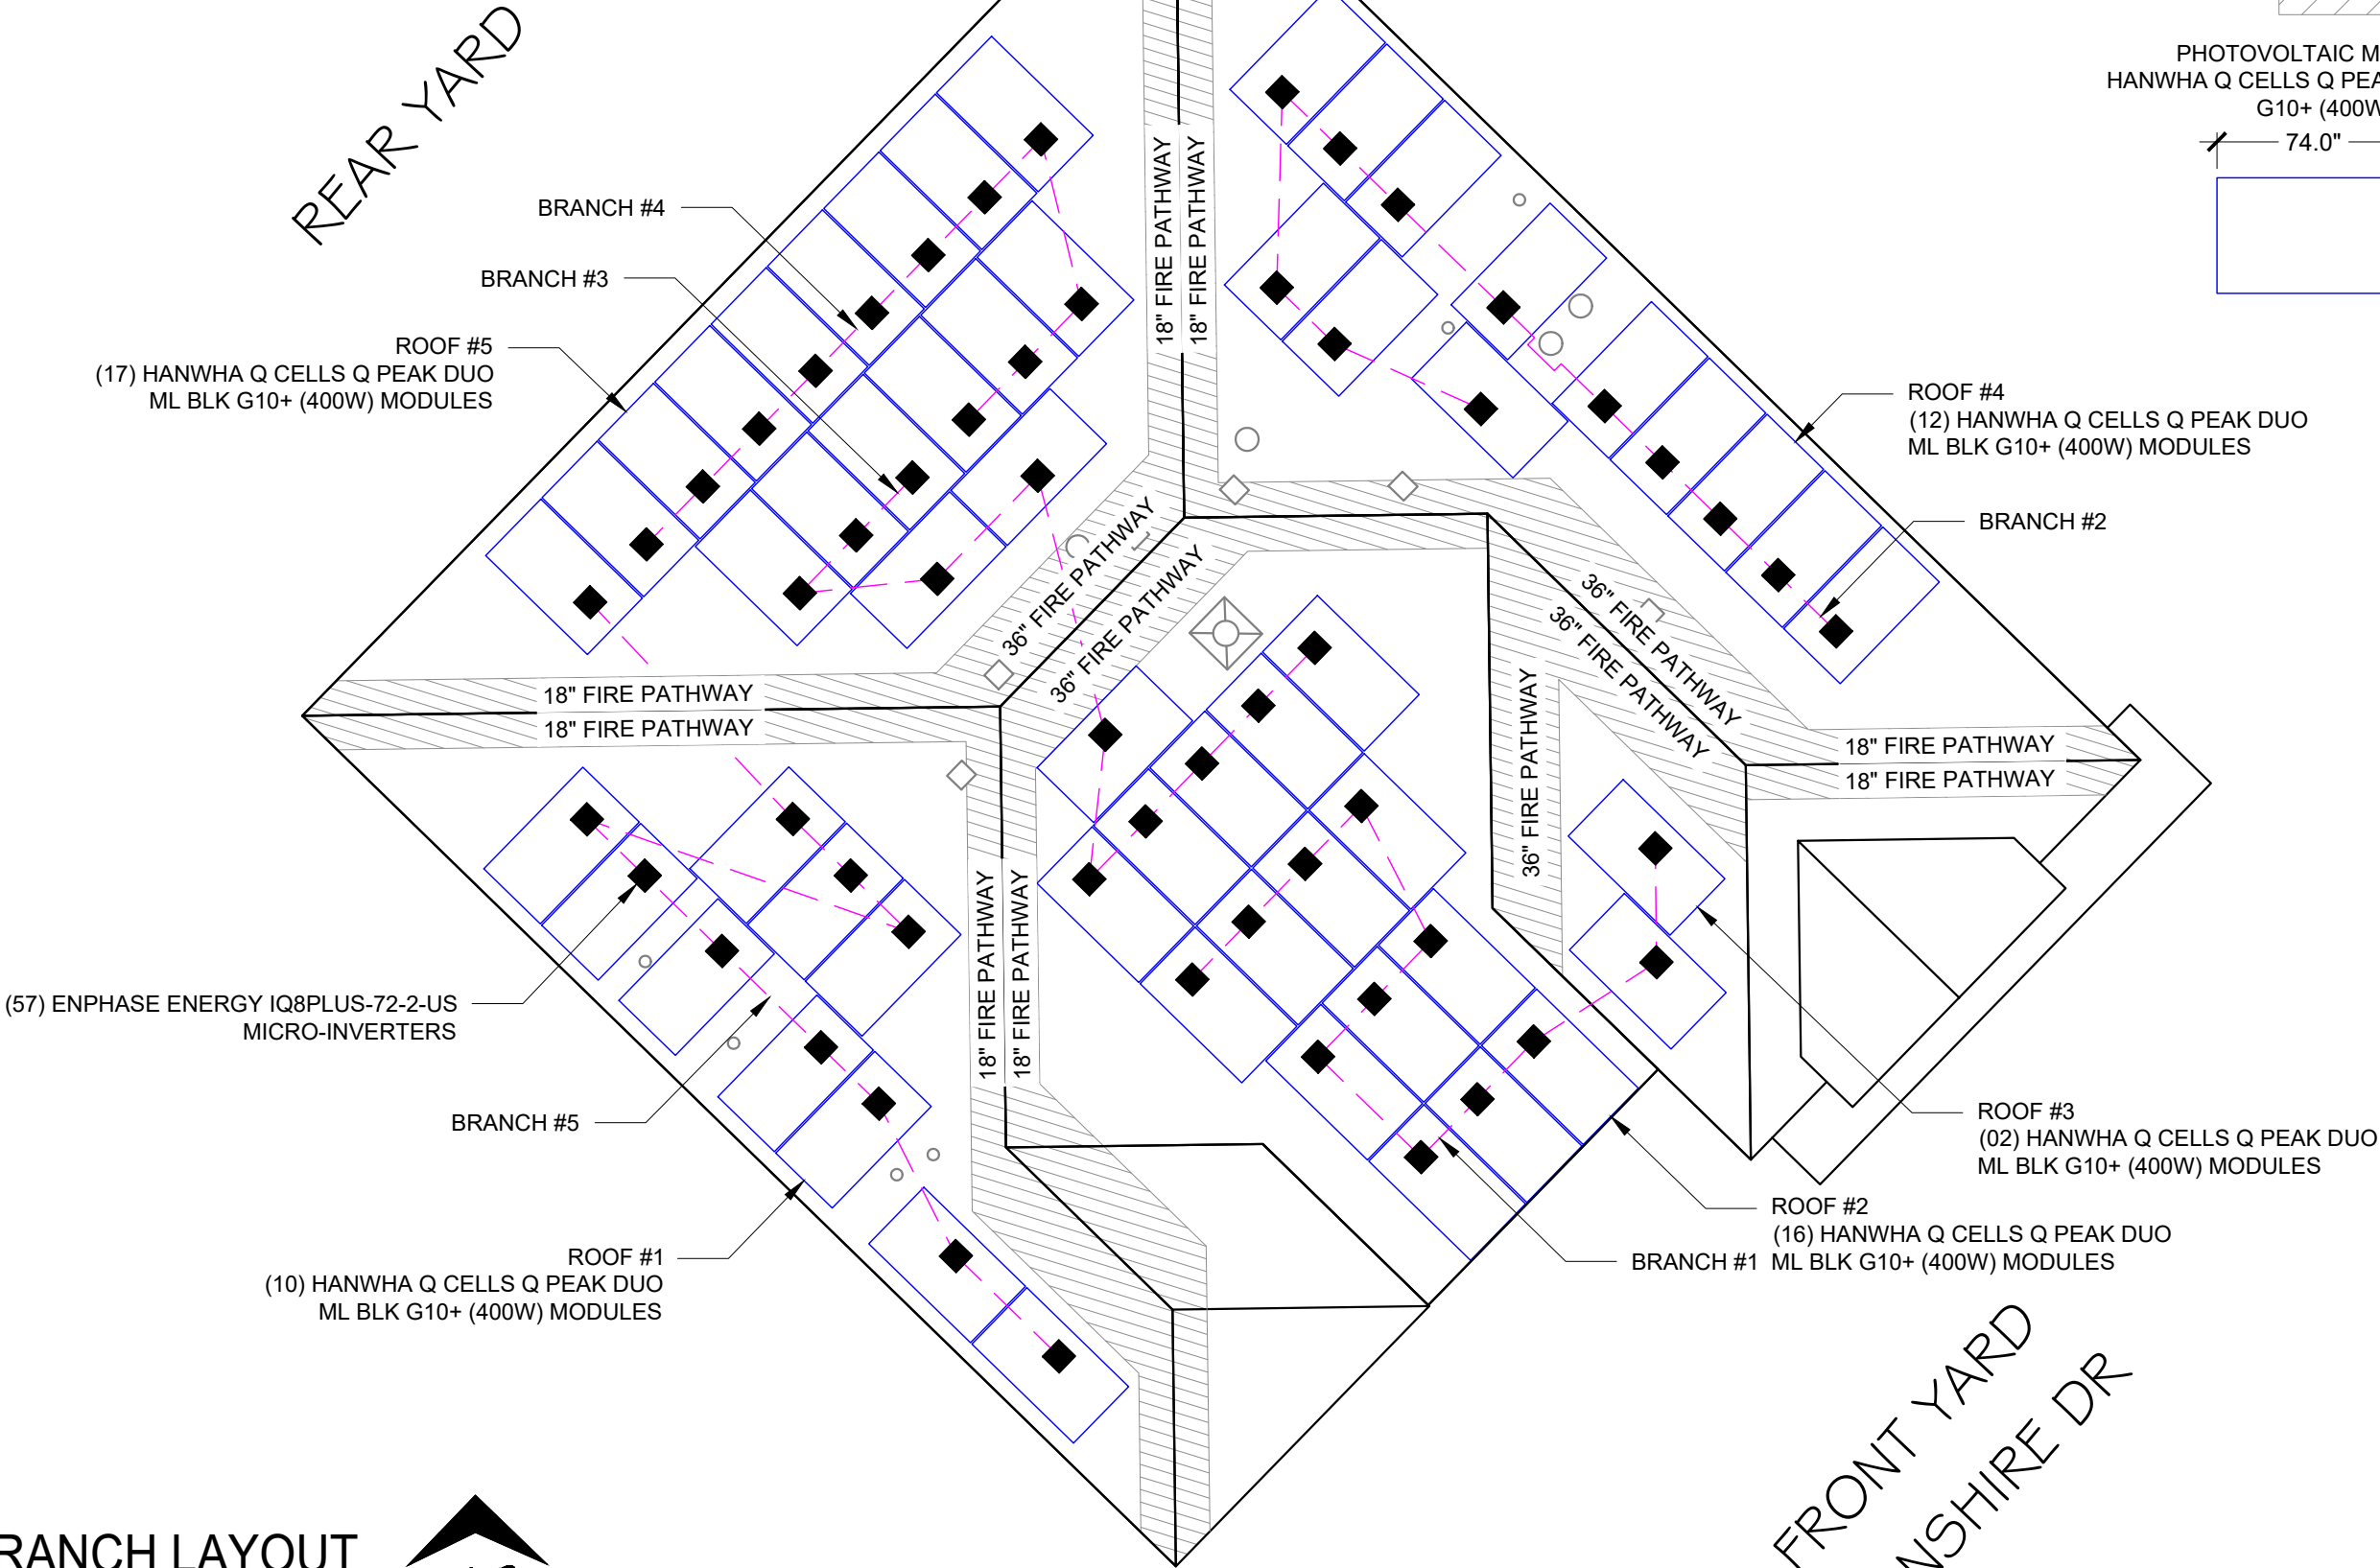 REAR YARD
PHOTOVOLTAIC M
HANWHA Q CELLS Q PEA
G10+ (400W
74.0"
18" FIRE PATHWAY
18" FIRE PATHWAY
BRANCH #4
BRANCH #3
ROOF #5
(17) HANWHA Q CELLS Q PEAK DUO
ML BLK G10+ (400W) MODULES
ROOF #4
(12) HANWHA Q CELLS Q PEAK DUO
ML BLK G10+ (400W) MODULES
BRANCH #2
36" FIRE PATHWAY
36" FIRE PATHWAY
36" FIRE PATHWAY
36" FIRE PATHWAY
36" FIRE PATHWAY
18" FIRE PATHWAY
18" FIRE PATHWAY
18" FIRE PATHWAY
18" FIRE PATHWAY
18" FIRE PATHWAY
18" FIRE PATHWAY
(57) ENPHASE ENERGY IQ8PLUS-72-2-US
MICRO-INVERTERS
BRANCH #5
ROOF #3
(02) HANWHA Q CELLS Q PEAK DUO
ML BLK G10+ (400W) MODULES
ROOF #2
(16) HANWHA Q CELLS Q PEAK DUO
ML BLK G10+ (400W) MODULES
BRANCH #1
ROOF #1
(10) HANWHA Q CELLS Q PEAK DUO
ML BLK G10+ (400W) MODULES
FRONT YARD
NSHIRE DR
RANCH LAYOUT